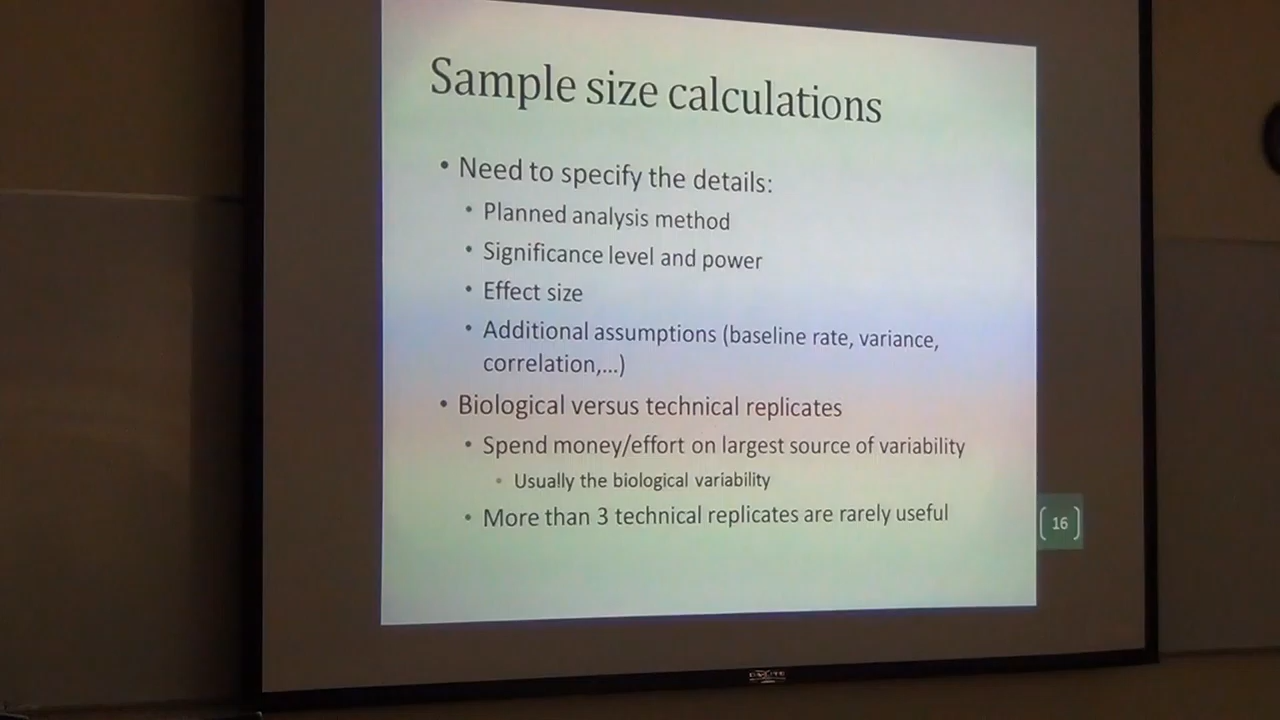 Sample size calculations
• Need to specify the details:
• Planned analysis method
• Significance level and power
• Effect size
• Additional assumptions (baseline rate, variance,
correlation,...)
• Biological versus technical replicates
• Spend money/effort on largest source of variability
• Usually the biological variability
• More than 3 technical replicates are rarely useful
16